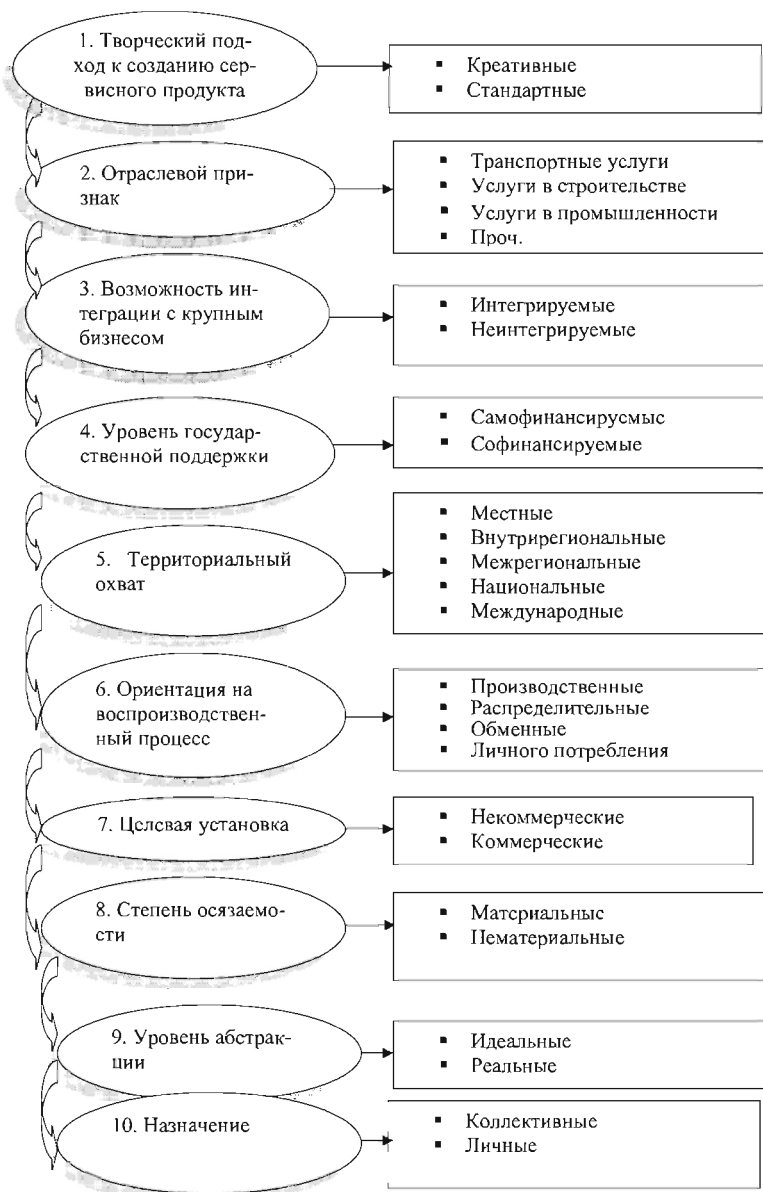 1. Творческий под-
ход к созданию сер-
висного продукта
▪ Креативные
▪ Стандартные
2. Отраслевой при-
знак
▪ Транспортные услуги
▪ Услуги в строительстве
▪ Услуги в промышленности
▪ Проч.
3. Возможность ин-
теграции с крупным
бизнесом
▪ Интегрируемые
▪ Неинтегрируемые
4. Уровень государ-
ственной поддержки
▪ Самофинансируемые
▪ Софинансируемые
5. Территориальный
охват
▪ Местные
▪ Внутрирегиональные
▪ Межрегиональные
▪ Национальные
▪ Международные
6. Ориентация на
воспроизводствен-
ный процесс
▪ Производственные
▪ Распределительные
▪ Обменные
▪ Личного потребления
7. Целевая установка
▪ Некоммерческие
▪ Коммерческие
8. Степень осязаемо-
сти
▪ Материальные
▪ Нематериальные
9. Уровень абстрак-
ции
▪ Идеальные
▪ Реальные
10. Назначение
▪ Коллективные
▪ Личные